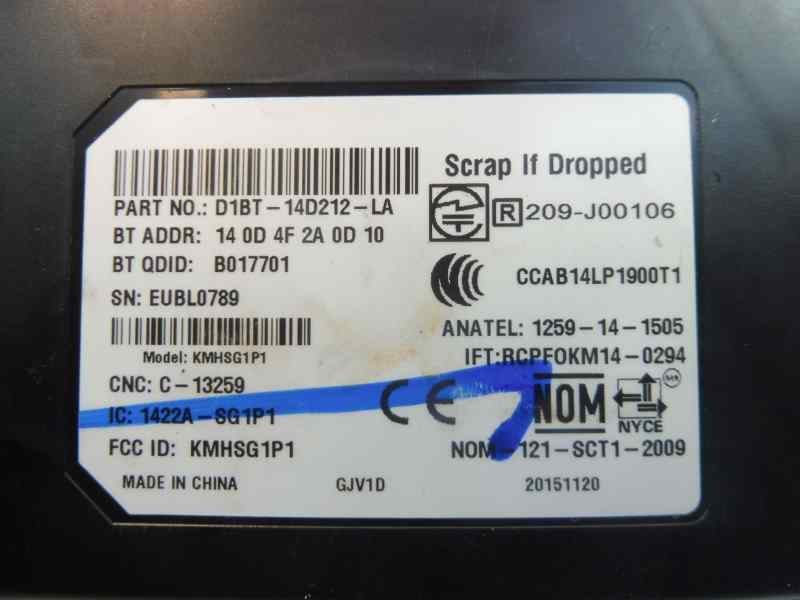 Scrap If Dropped
PART NO.: D1BT-14D212-LA
R 209-J00106
BT ADDR: 14 0D 4F 2A 0D 10
BT QDID: B017701
CCAB14LP1900T1
SN: EUBL0789
ANATEL: 1259-14-1505
Model: KMHSG1P1
IFT:RCPFOKM14-0294
CNC: C-13259
IC: 1422A-SG1P1
CE
NOM
NYCE
FCC ID: KMHSG1P1
NOM-121-SCT1-2009
MADE IN CHINA
GJV1D
20151120